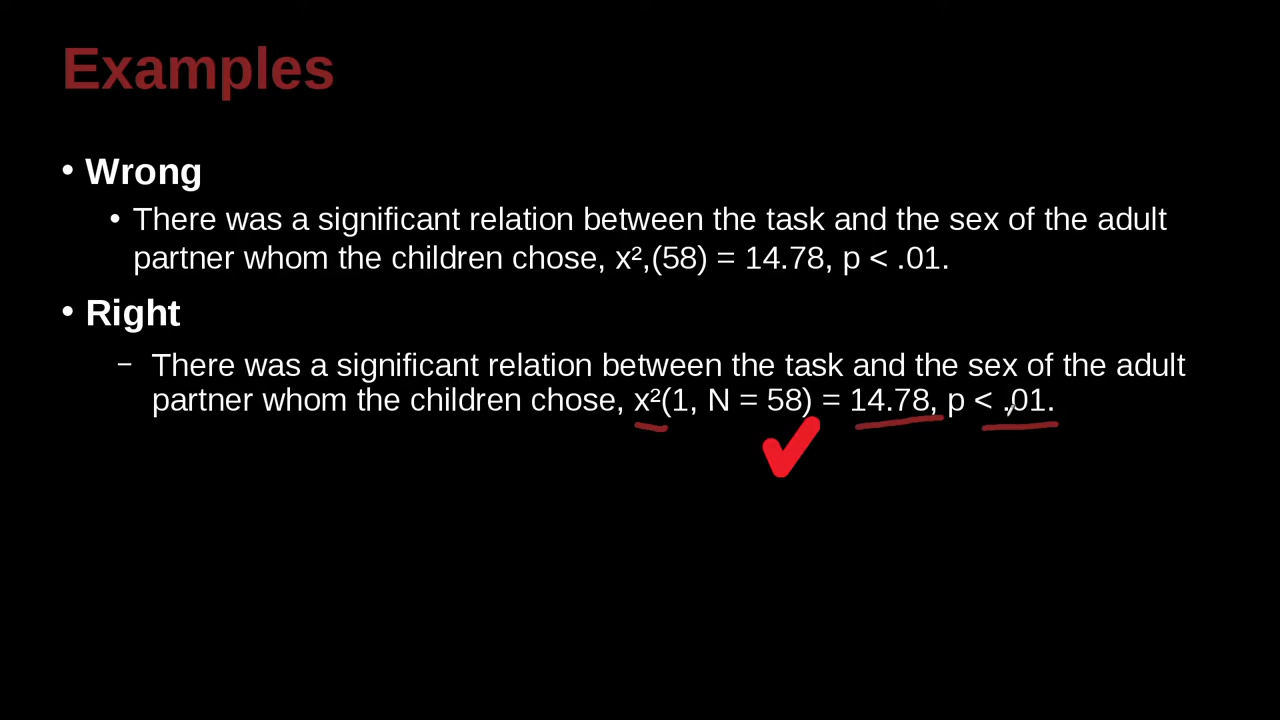 Examples
• Wrong
• There was a significant relation between the task and the sex of the adult
partner whom the children chose, x²,(58) = 14.78, p < .01.
• Right
– There was a significant relation between the task and the sex of the adult
partner whom the children chose, x²(1, N = 58) = 14.78, p < .01.